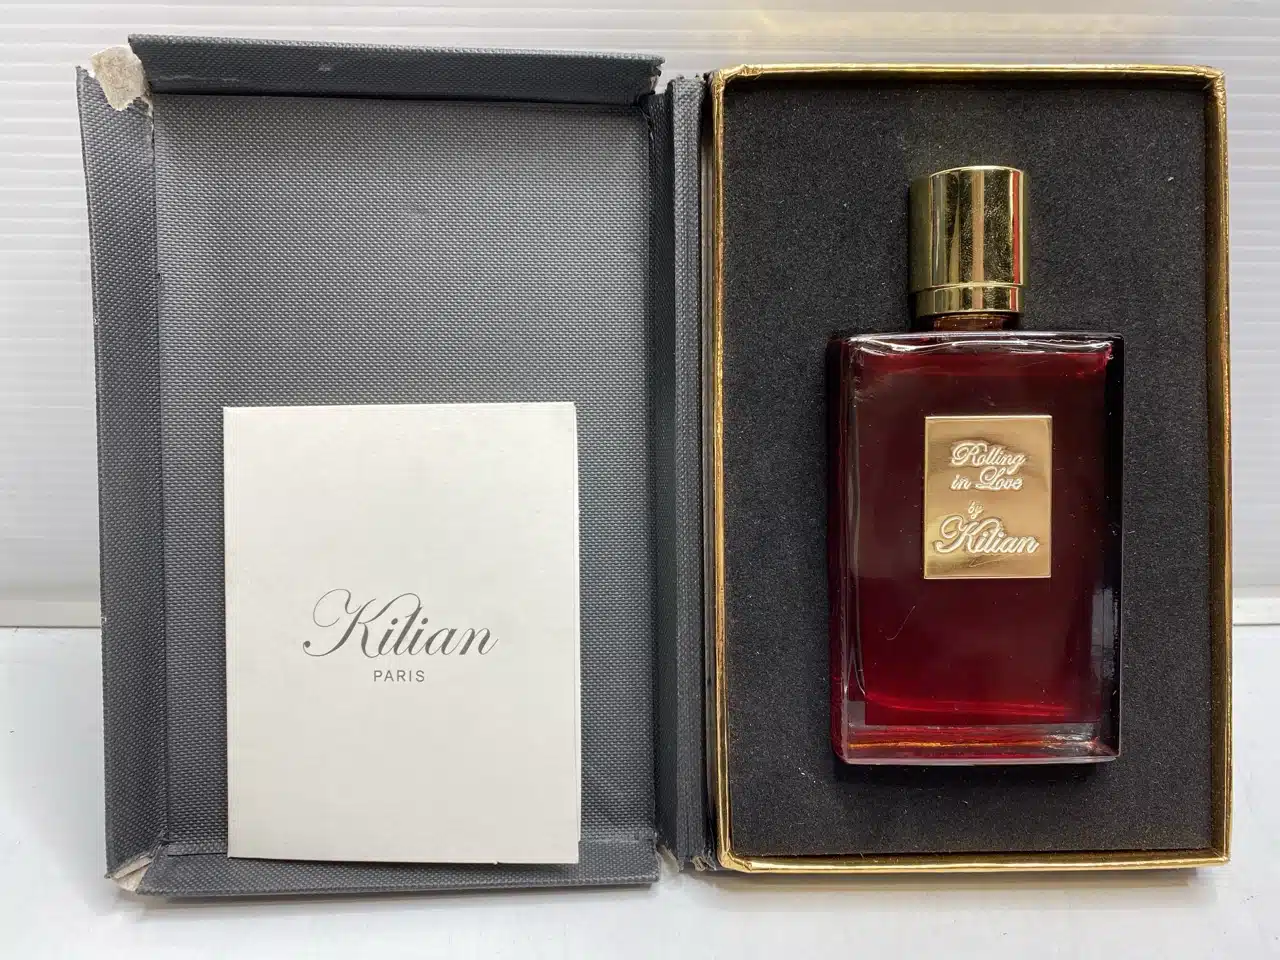 Kilian
PARIS
Rolling
in Love
by
Kilian